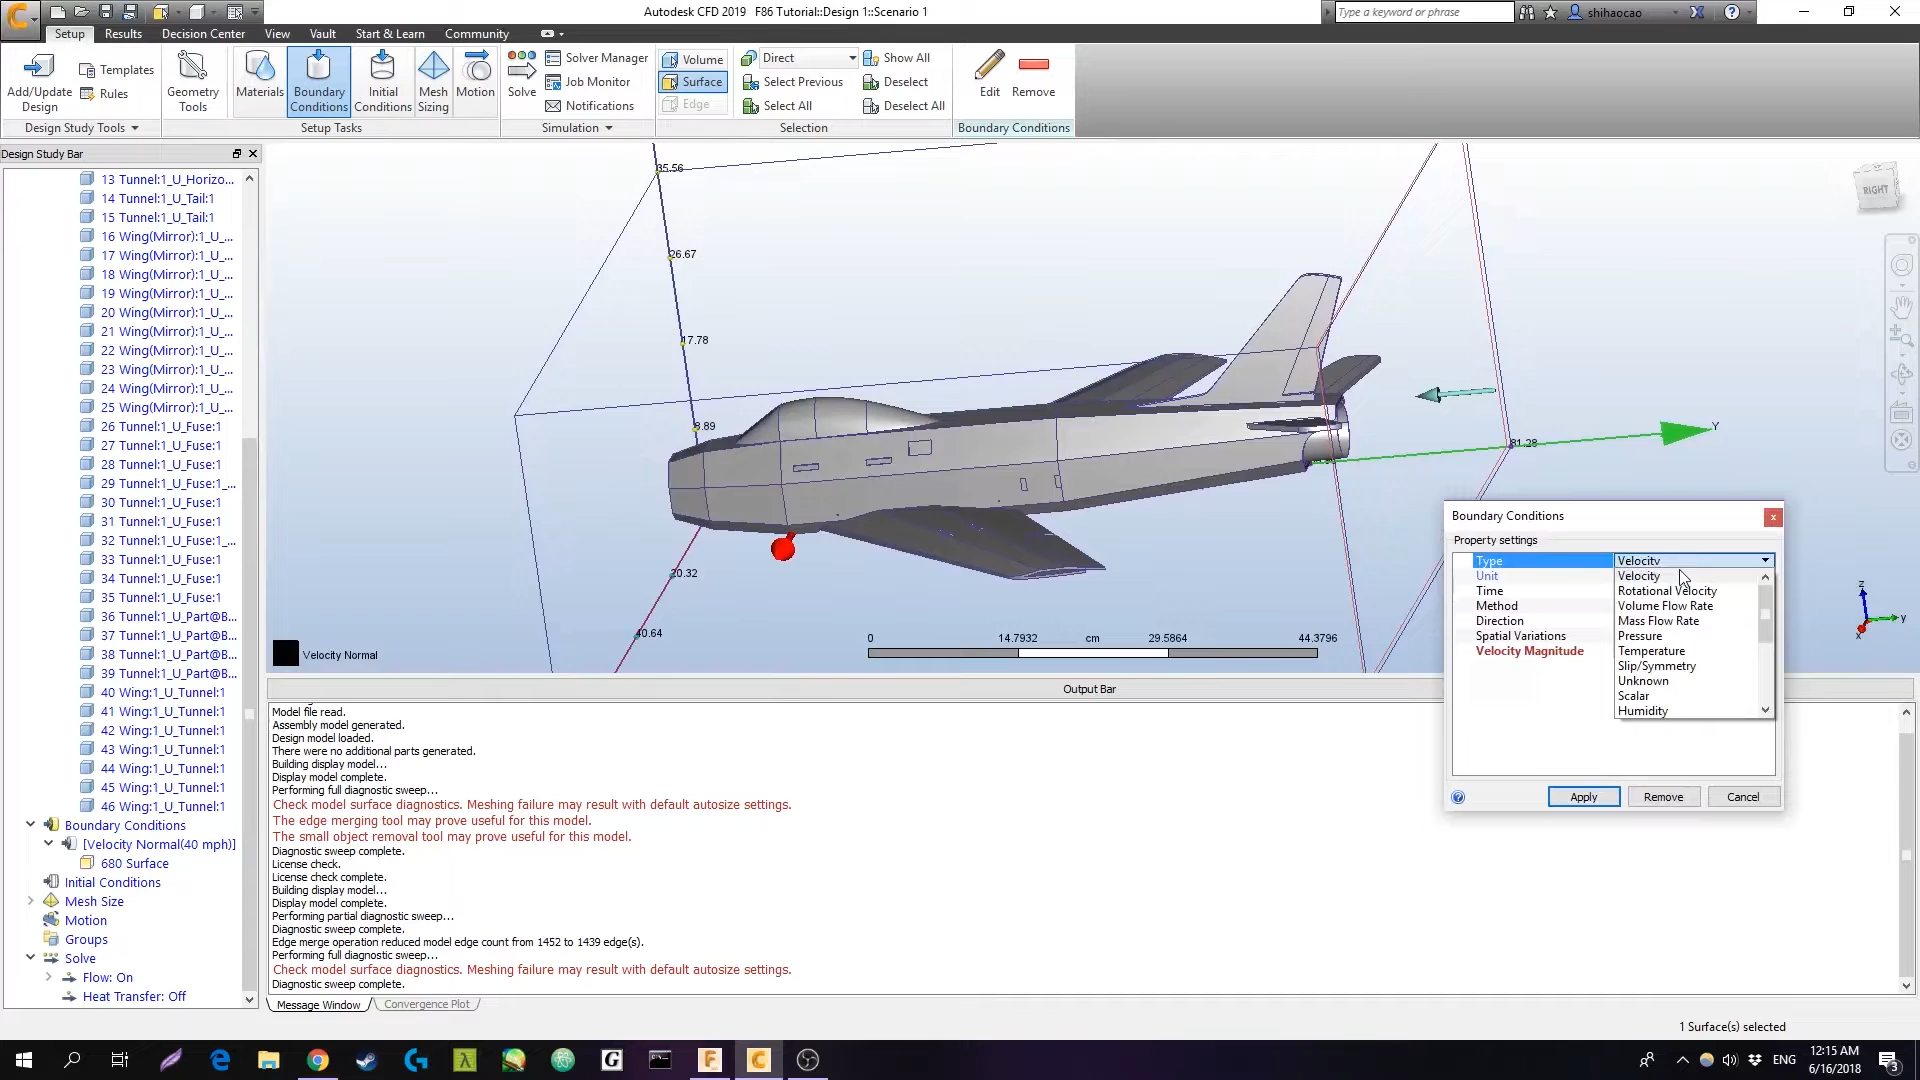 Autodesk CFD 2019 F86 Tutorial::Design 1::Scenario 1
Type a keyword or phrase
shihaocao
Setup Results Decision Center View Vault Start & Learn Community
Add/Update Design
Templates
Rules
Geometry Tools
Materials
Boundary Conditions
Initial Conditions
Mesh Sizing
Motion
Solve
Solver Manager
Job Monitor
Notifications
Volume
Surface
Edge
Direct
Select Previous
Select All
Show All
Deselect
Deselect All
Edit
Remove
Design Study Tools
Setup Tasks
Simulation
Selection
Boundary Conditions
Design Study Bar
13 Tunnel:1_U_Horizo...
14 Tunnel:1_U_Tail:1
15 Tunnel:1_U_Tail:1
16 Wing(Mirror):1_U_...
17 Wing(Mirror):1_U_...
18 Wing(Mirror):1_U_...
19 Wing(Mirror):1_U_...
20 Wing(Mirror):1_U_...
21 Wing(Mirror):1_U_...
22 Wing(Mirror):1_U_...
23 Wing(Mirror):1_U_...
24 Wing(Mirror):1_U_...
25 Wing(Mirror):1_U_...
26 Tunnel:1_U_Fuse:1
27 Tunnel:1_U_Fuse:1
28 Tunnel:1_U_Fuse:1
29 Tunnel:1_U_Fuse:1_...
30 Tunnel:1_U_Fuse:1
31 Tunnel:1_U_Fuse:1
32 Tunnel:1_U_Fuse:1_...
33 Tunnel:1_U_Fuse:1
34 Tunnel:1_U_Fuse:1
35 Tunnel:1_U_Fuse:1
36 Tunnel:1_U_Part@B...
37 Tunnel:1_U_Part@B...
38 Tunnel:1_U_Part@B...
39 Tunnel:1_U_Part@B...
40 Wing:1_U_Tunnel:1
41 Wing:1_U_Tunnel:1
42 Wing:1_U_Tunnel:1
43 Wing:1_U_Tunnel:1
44 Wing:1_U_Tunnel:1
45 Wing:1_U_Tunnel:1
46 Wing:1_U_Tunnel:1
Boundary Conditions
[Velocity Normal(40 mph)]
680 Surface
Initial Conditions
Mesh Size
Motion
Groups
Solve
Flow: On
Heat Transfer: Off
35.56
26.67
17.78
8.89
20.32
40.64
81.28
Y
RIGHT
Z
y
x
Velocity Normal
0 14.7932 cm 29.5864 44.3796
Boundary Conditions
Property settings
Type Velocity
Unit
Time
Method
Direction
Spatial Variations
Velocity Magnitude
Velocity
Rotational Velocity
Volume Flow Rate
Mass Flow Rate
Pressure
Temperature
Slip/Symmetry
Unknown
Scalar
Humidity
Apply Remove Cancel
Output Bar
Model file read.
Assembly model generated.
Design model loaded.
There were no additional parts generated.
Building display model...
Display model complete.
Performing full diagnostic sweep...
Check model surface diagnostics. Meshing failure may result with default autosize settings.
The edge merging tool may prove useful for this model.
The small object removal tool may prove useful for this model.
Diagnostic sweep complete.
License check.
License check complete.
Building display model...
Display model complete.
Performing partial diagnostic sweep...
Diagnostic sweep complete.
Edge merge operation reduced model edge count from 1452 to 1439 edge(s).
Performing full diagnostic sweep...
Check model surface diagnostics. Meshing failure may result with default autosize settings.
Diagnostic sweep complete.
Message Window Convergence Plot
1 Surface(s) selected
ENG
12:15 AM
6/16/2018
3